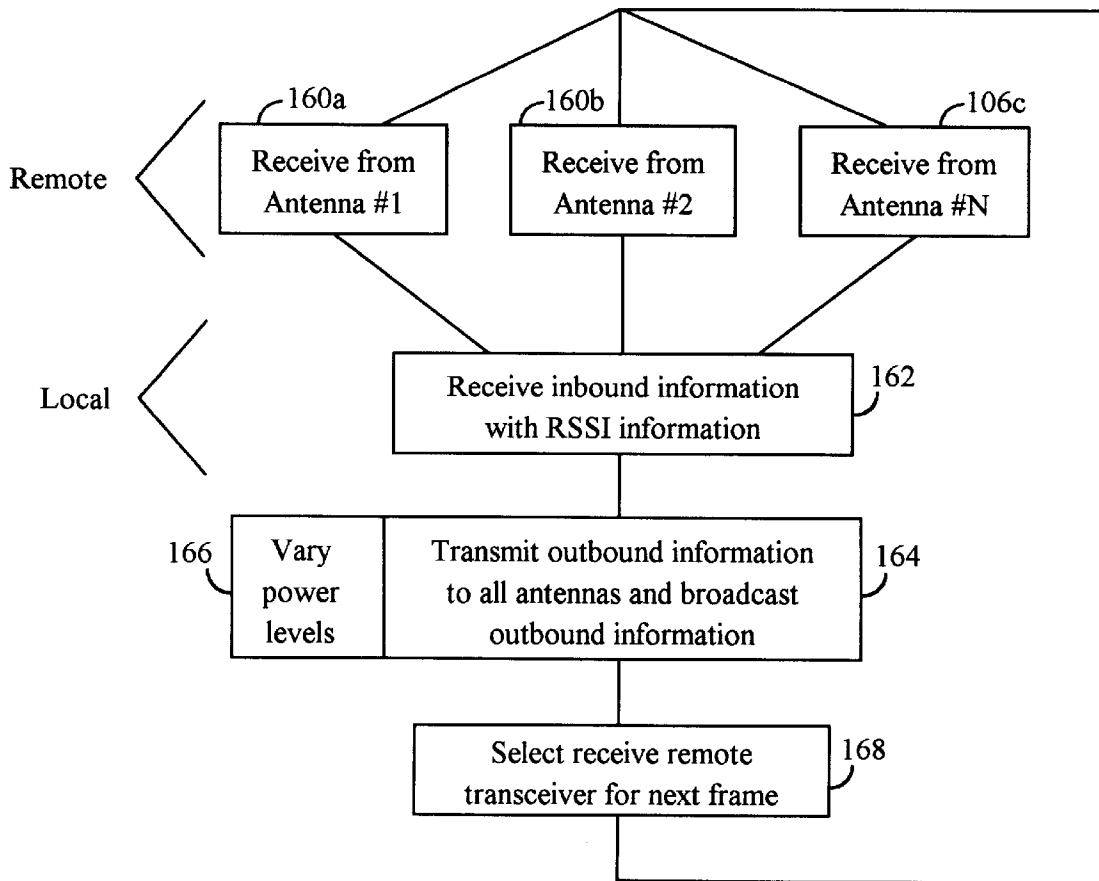 160a
160b
106c
Remote
Receive from
Antenna #1
Receive from
Antenna #2
Receive from
Antenna #N
Local
Receive inbound information
with RSSI information
162
166
Vary
power
levels
Transmit outbound information
to all antennas and broadcast
outbound information
164
Select receive remote
transceiver for next frame
168